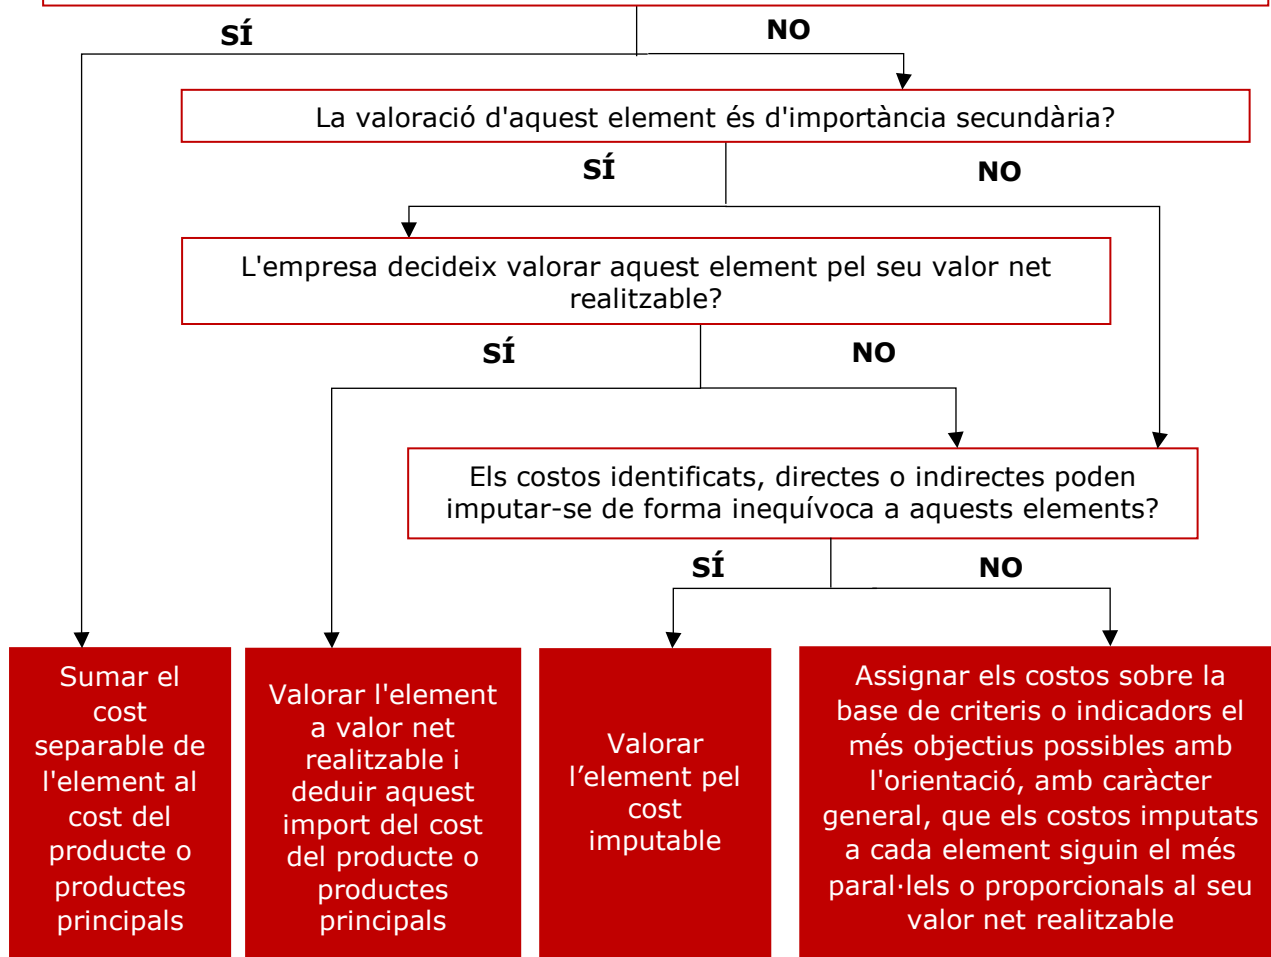 SÍ
NO
La valoració d'aquest element és d'importància secundària?
SÍ
NO
L'empresa decideix valorar aquest element pel seu valor net
realitzable?
SÍ
NO
Els costos identificats, directes o indirectes poden
imputar-se de forma inequívoca a aquests elements?
SÍ
NO
Sumar el
cost
separable de
l'element al
cost del
producte o
productes
principals
Valorar l'element
a valor net
realitzable i
deduir aquest
import del cost
del producte o
productes
principals
Valorar
l’element pel
cost
imputable
Assignar els costos sobre la
base de criteris o indicadors el
més objectius possibles amb
l'orientació, amb caràcter
general, que els costos imputats
a cada element siguin el més
paral·lels o proporcionals al seu
valor net realitzable